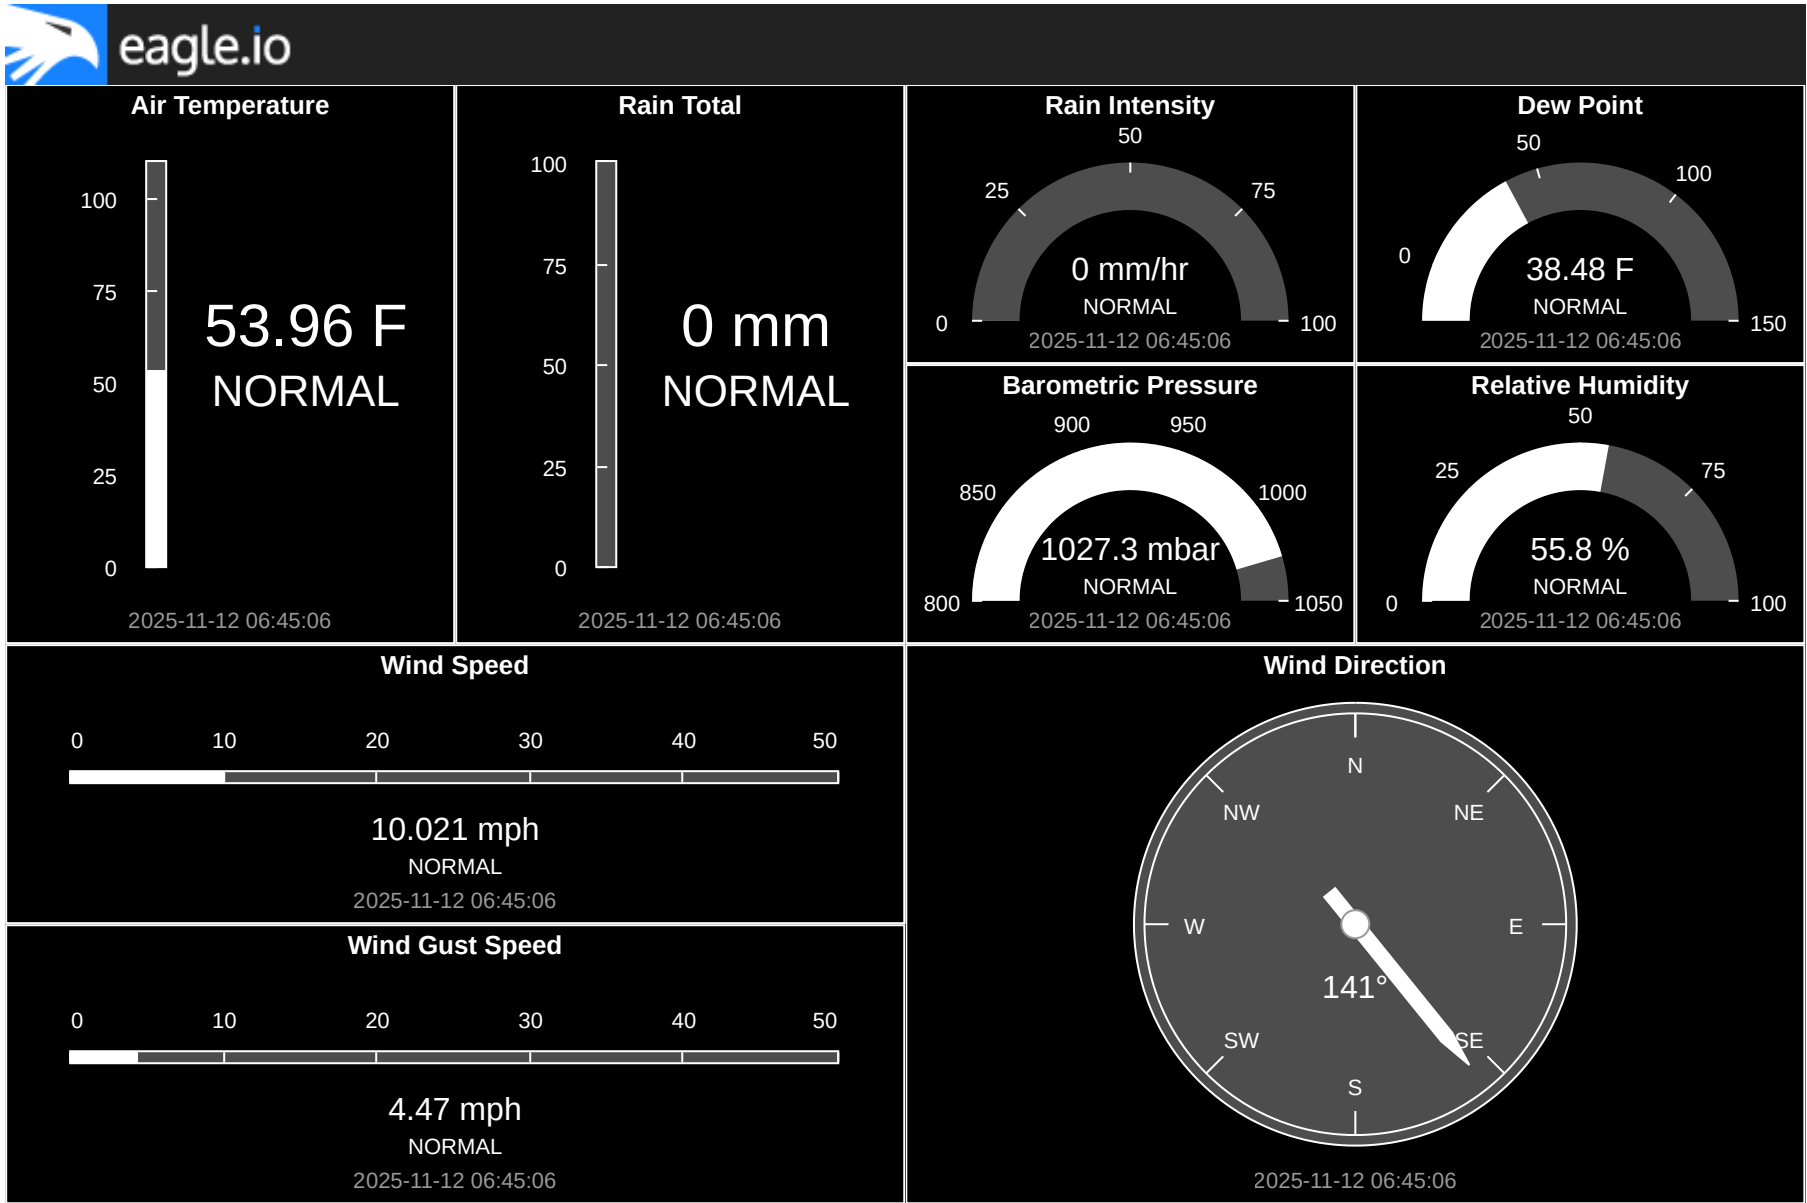 eagle.io
Air Temperature
100
75
50
25
0
53.96 F
NORMAL
2025-11-12 06:45:06
Rain Total
100
75
50
25
0
0 mm
NORMAL
2025-11-12 06:45:06
Rain Intensity
50
25
75
0
100
0 mm/hr
NORMAL
2025-11-12 06:45:06
Dew Point
50
100
0
150
38.48 F
NORMAL
2025-11-12 06:45:06
Barometric Pressure
900
950
850
1000
800
1050
1027.3 mbar
NORMAL
2025-11-12 06:45:06
Relative Humidity
50
25
75
0
100
55.8 %
NORMAL
2025-11-12 06:45:06
Wind Speed
0 10 20 30 40 50
10.021 mph
NORMAL
2025-11-12 06:45:06
Wind Gust Speed
0 10 20 30 40 50
4.47 mph
NORMAL
2025-11-12 06:45:06
Wind Direction
N
NW NE
W E
141°
SW SE
S
2025-11-12 06:45:06